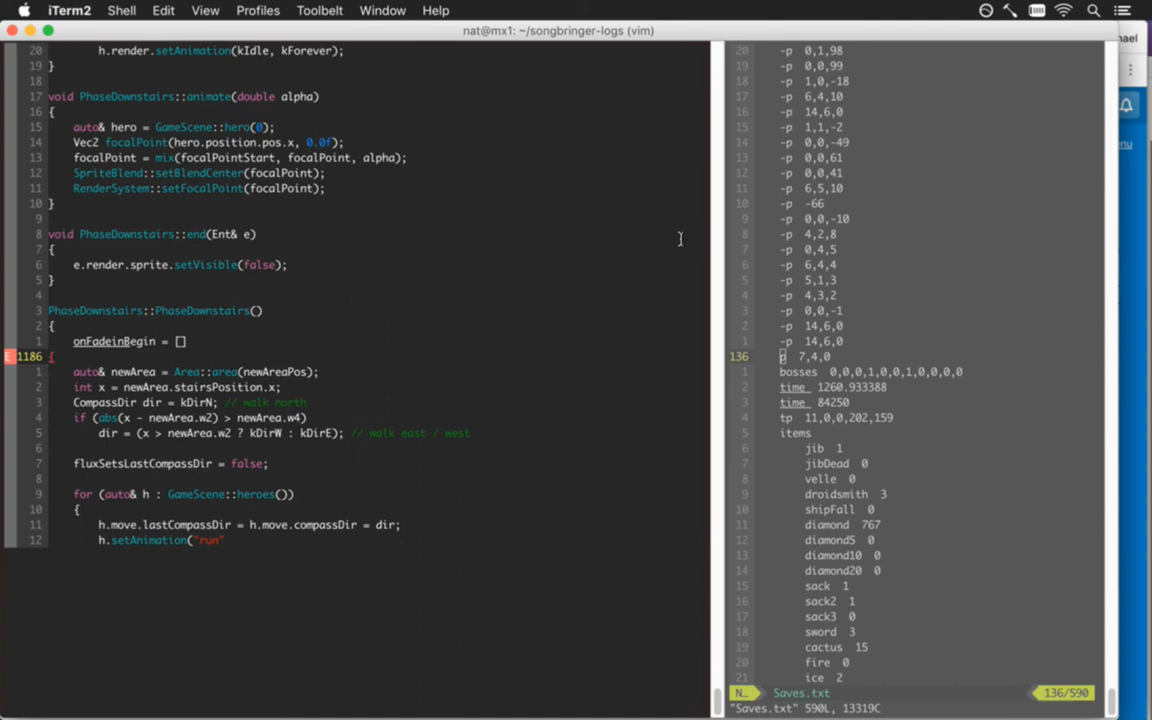 iTerm2 Shell Edit View Profiles Toolbelt Window Help
nat@mx1: ~/songbringer-logs (vim)
ael
nu
20 h.render.setAnimation(kIdle, kForever);
19 }
18
17 void PhaseDownstairs::animate(double alpha)
16 {
15 auto& hero = GameScene::hero(0);
14 Vec2 focalPoint(hero.position.pos.x, 0.0f);
13 focalPoint = mix(focalPointStart, focalPoint, alpha);
12 SpriteBlend::setBlendCenter(focalPoint);
11 RenderSystem::setFocalPoint(focalPoint);
10 }
9
8 void PhaseDownstairs::end(Ent& e)
7 {
6 e.render.sprite.setVisible(false);
5 }
4
3 PhaseDownstairs::PhaseDownstairs()
2 {
1 onFadeinBegin = []
E 1186 {
1 auto& newArea = Area::area(newAreaPos);
2 int x = newArea.stairsPosition.x;
3 CompassDir dir = kDirN; // walk north
4 if (abs(x - newArea.w2) > newArea.w4)
5 dir = (x > newArea.w2 ? kDirW : kDirE); // walk east / west
6
7 fluxSetsLastCompassDir = false;
8
9 for (auto& h : GameScene::heroes())
10 {
11 h.move.lastCompassDir = h.move.compassDir = dir;
12 h.setAnimation("run"
20 -p 0,1,98
19 -p 0,0,99
18 -p 1,0,-18
17 -p 6,4,10
16 -p 14,6,0
15 -p 1,1,-2
14 -p 0,0,-49
13 -p 0,0,61
12 -p 0,0,41
11 -p 6,5,10
10 -p -66
9 -p 0,0,-10
8 -p 4,2,8
7 -p 0,4,5
6 -p 6,4,4
5 -p 5,1,3
4 -p 4,3,2
3 -p 0,0,-1
2 -p 14,6,0
1 -p 14,6,0
136 p 7,4,0
1 bosses 0,0,0,1,0,0,1,0,0,0,0
2 time_ 1260.933388
3 time_ 84250
4 tp 11,0,0,202,159
5 items
6 jib 1
7 jibDead 0
8 velle 0
9 droidsmith 3
10 shipFall 0
11 diamond 767
12 diamond5 0
13 diamond10 0
14 diamond20 0
15 sack 1
16 sack2 1
17 sack3 0
18 sword 3
19 cactus 15
20 fire 0
21 ice 2
N… Saves.txt 136/590
"Saves.txt" 590L, 13319C